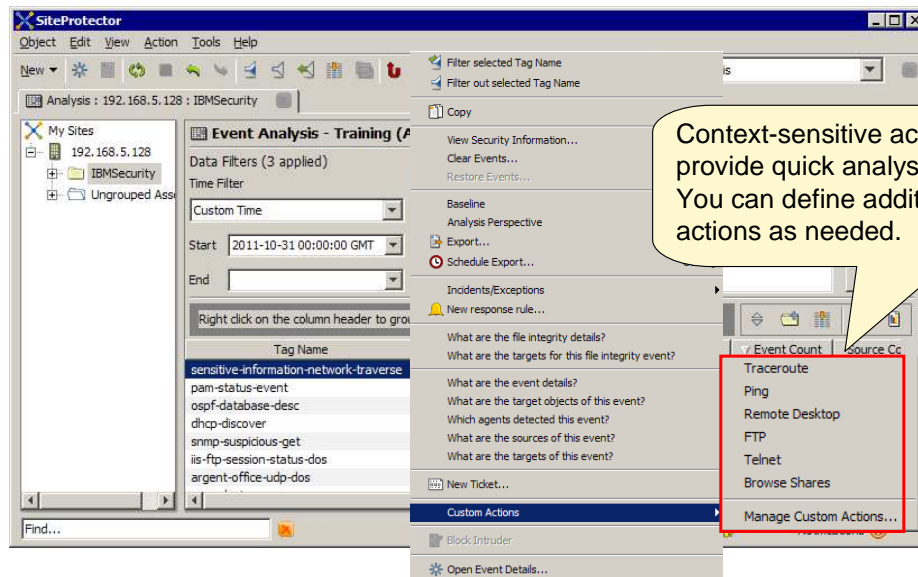 SiteProtector
Object Edit View Action Tools Help
New
is
Analysis : 192.168.5.128 : IBMSecurity
My Sites
192.168.5.128
IBMSecurity
Ungrouped Ass
Event Analysis - Training (A
Data Filters (3 applied)
Time Filter
Custom Time
Start 2011-10-31 00:00:00 GMT
End
Right click on the column header to grou
Tag Name
sensitive-information-network-traverse
pam-status-event
ospf-database-desc
dhcp-discover
snmp-suspicious-get
iis-ftp-session-status-dos
argent-office-udp-dos
Find...
Filter selected Tag Name
Filter out selected Tag Name
Copy
View Security Information...
Clear Events...
Restore Events...
Baseline
Analysis Perspective
Export...
Schedule Export...
Incidents/Exceptions
New response rule...
What are the file integrity details?
What are the targets for this file integrity event?
What are the event details?
What are the target objects of this event?
Which agents detected this event?
What are the sources of this event?
What are the targets of this event?
New Ticket...
Custom Actions
Block Intruder
Open Event Details...
Context-sensitive ac
provide quick analys
You can define addit
actions as needed.
Event Count Source Cc
Traceroute
Ping
Remote Desktop
FTP
Telnet
Browse Shares
Manage Custom Actions...